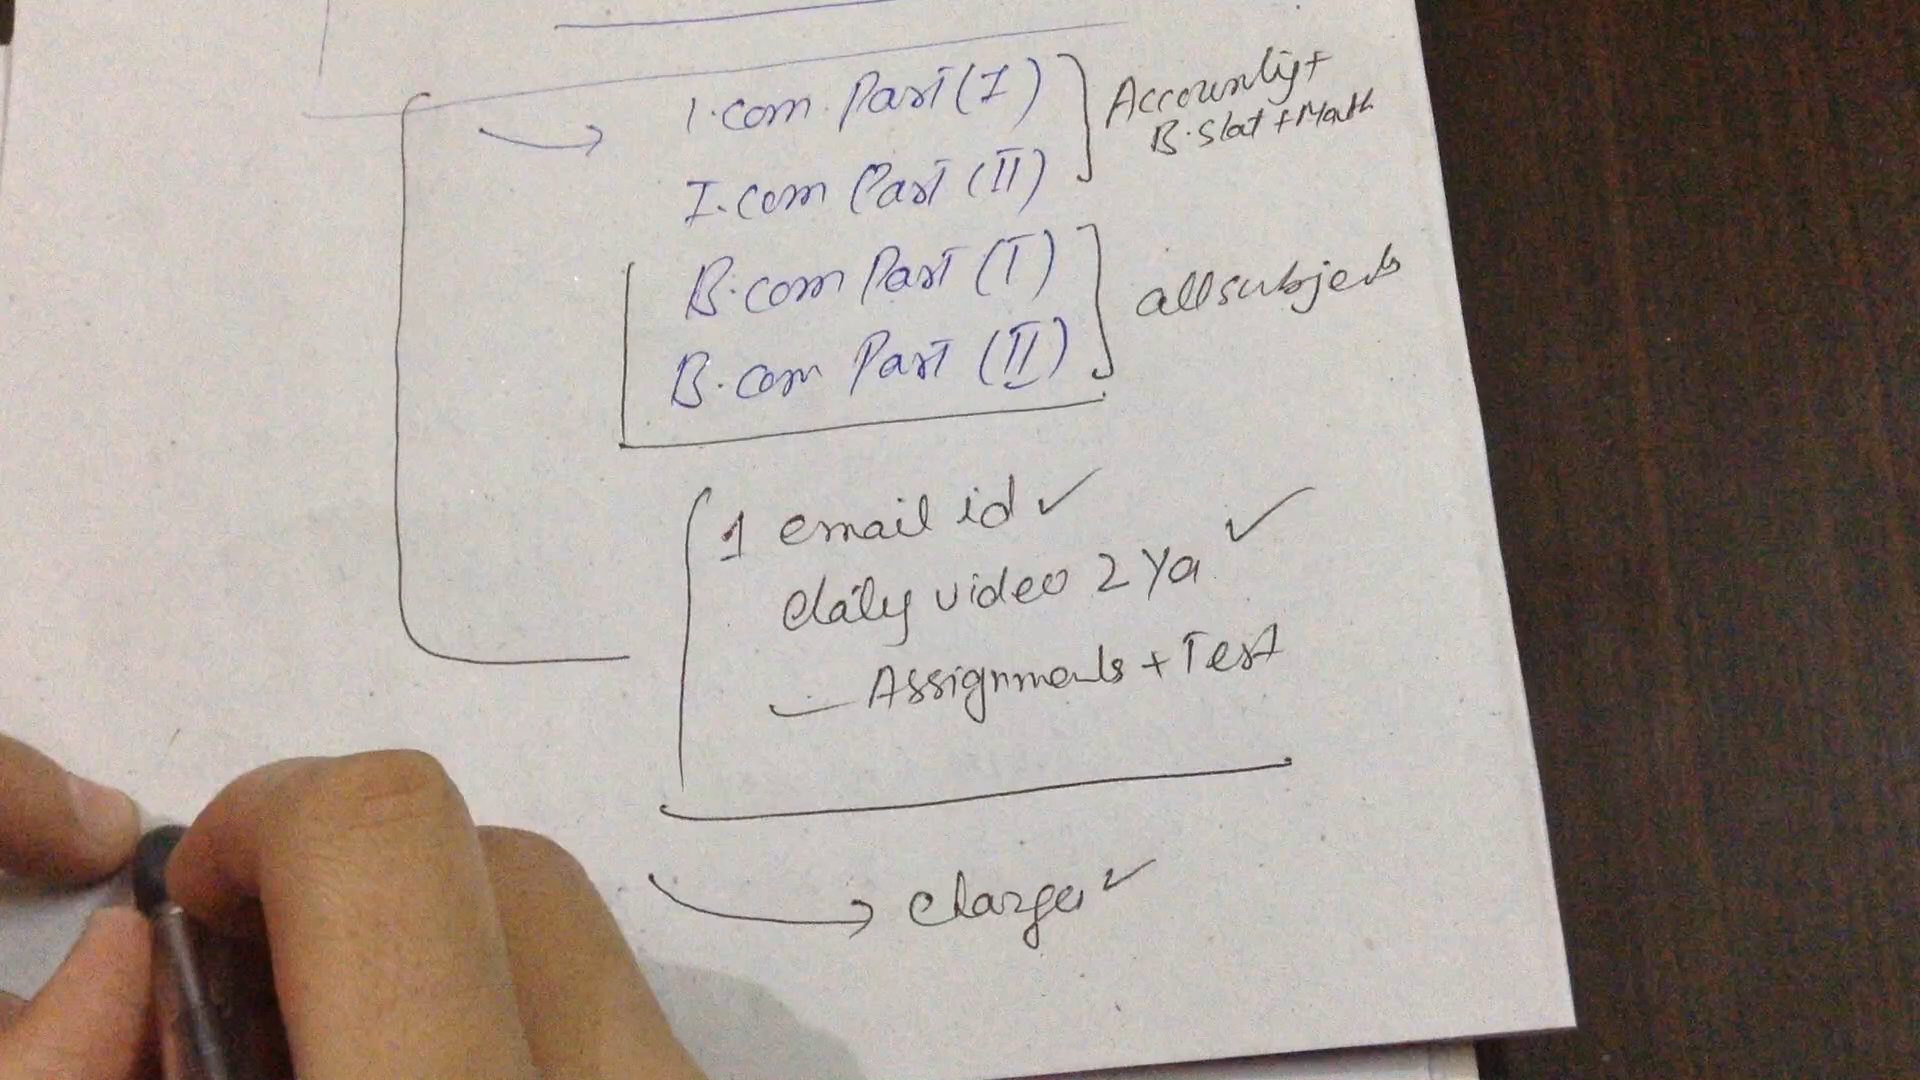 I.com. Part (I)
Accounting+
B.Stat + Math
I.com Part (II)
B.com Part (I)
all subjects
B.com Part (II)
1 email id ✓
daily video 2 Ya ✓
Assignments + Test
→ charges ✓